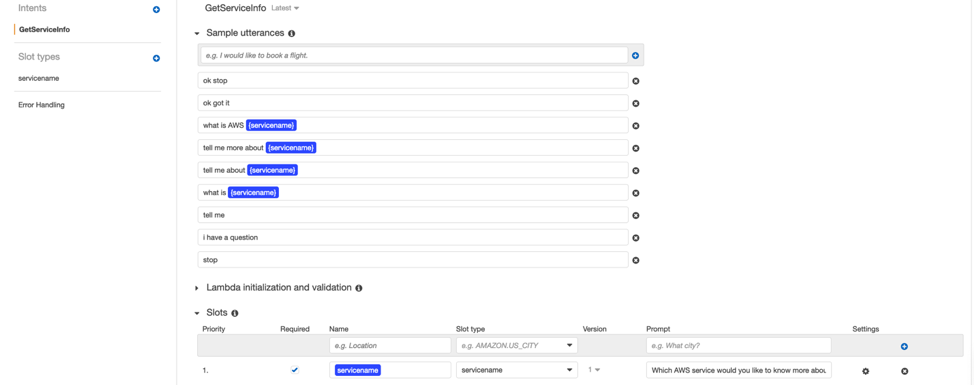 Intents
GetServiceInfo
Slot types
servicename
Error Handling
GetServiceInfo Latest
Sample utterances
e.g. I would like to book a flight.
ok stop
ok got it
what is AWS {servicename}
tell me more about {servicename}
tell me about {servicename}
what is {servicename}
tell me
i have a question
stop
Lambda initialization and validation
Slots
Priority Required Name Slot type Version Prompt Settings
e.g. Location e.g. AMAZON.US_CITY e.g. What city?
1. servicename servicename 1 Which AWS service would you like to know more abou